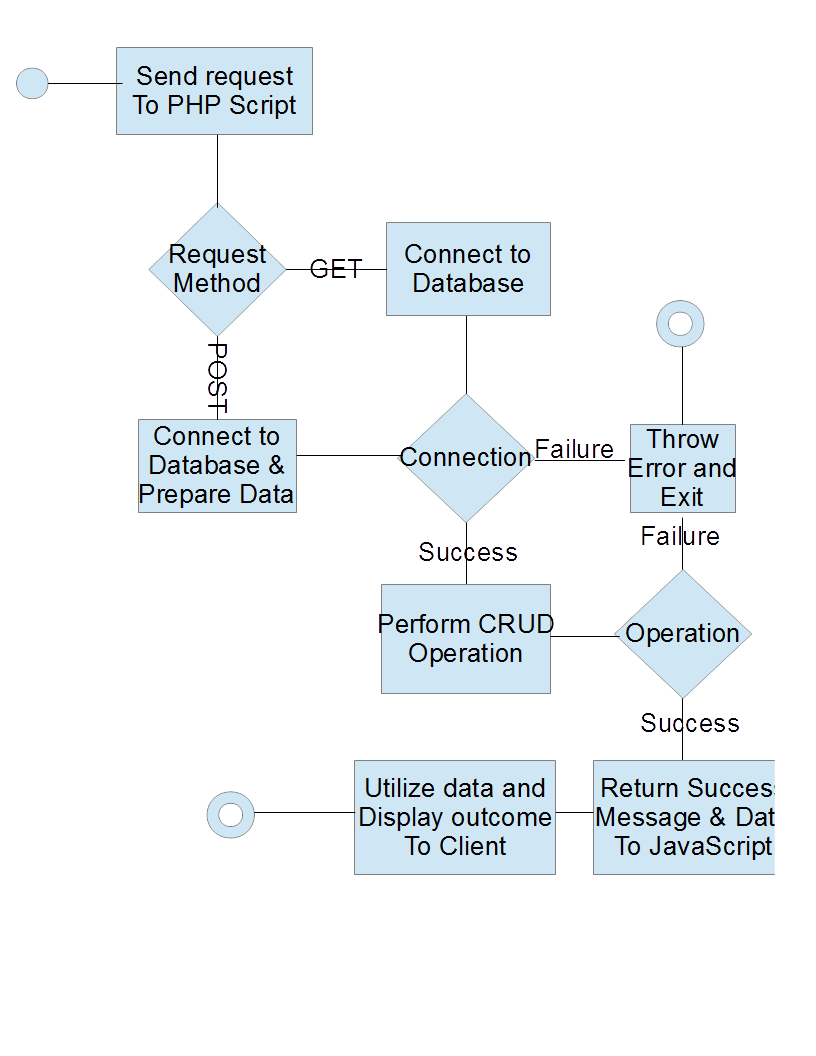 Send request
To PHP Script
Request
Method
GET
Connect to
Database
POST
Connect to
Database &
Prepare Data
Connection
Failure
Throw
Error and
Exit
Success
Failure
Perform CRUD
Operation
Operation
Success
Utilize data and
Display outcome
To Client
Return Succes
Message & Dat
To JavaScript